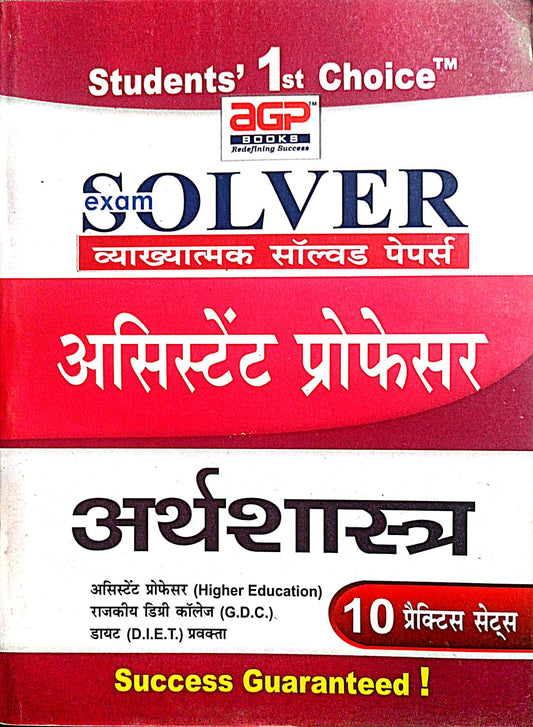 Students' 1st Choice™
aGP™
BOOKS
Redefining Success
exam SOLVER
व्याख्यात्मक सॉल्वड पेपर्स
असिस्टेंट प्रोफेसर
अर्थशास्त्र
असिस्टेंट प्रोफेसर (Higher Education)
राजकीय डिग्री कॉलेज (G.D.C.)
डायट (D.I.E.T.) प्रवक्ता
10 प्रैक्टिस सेट्स
Success Guaranteed !